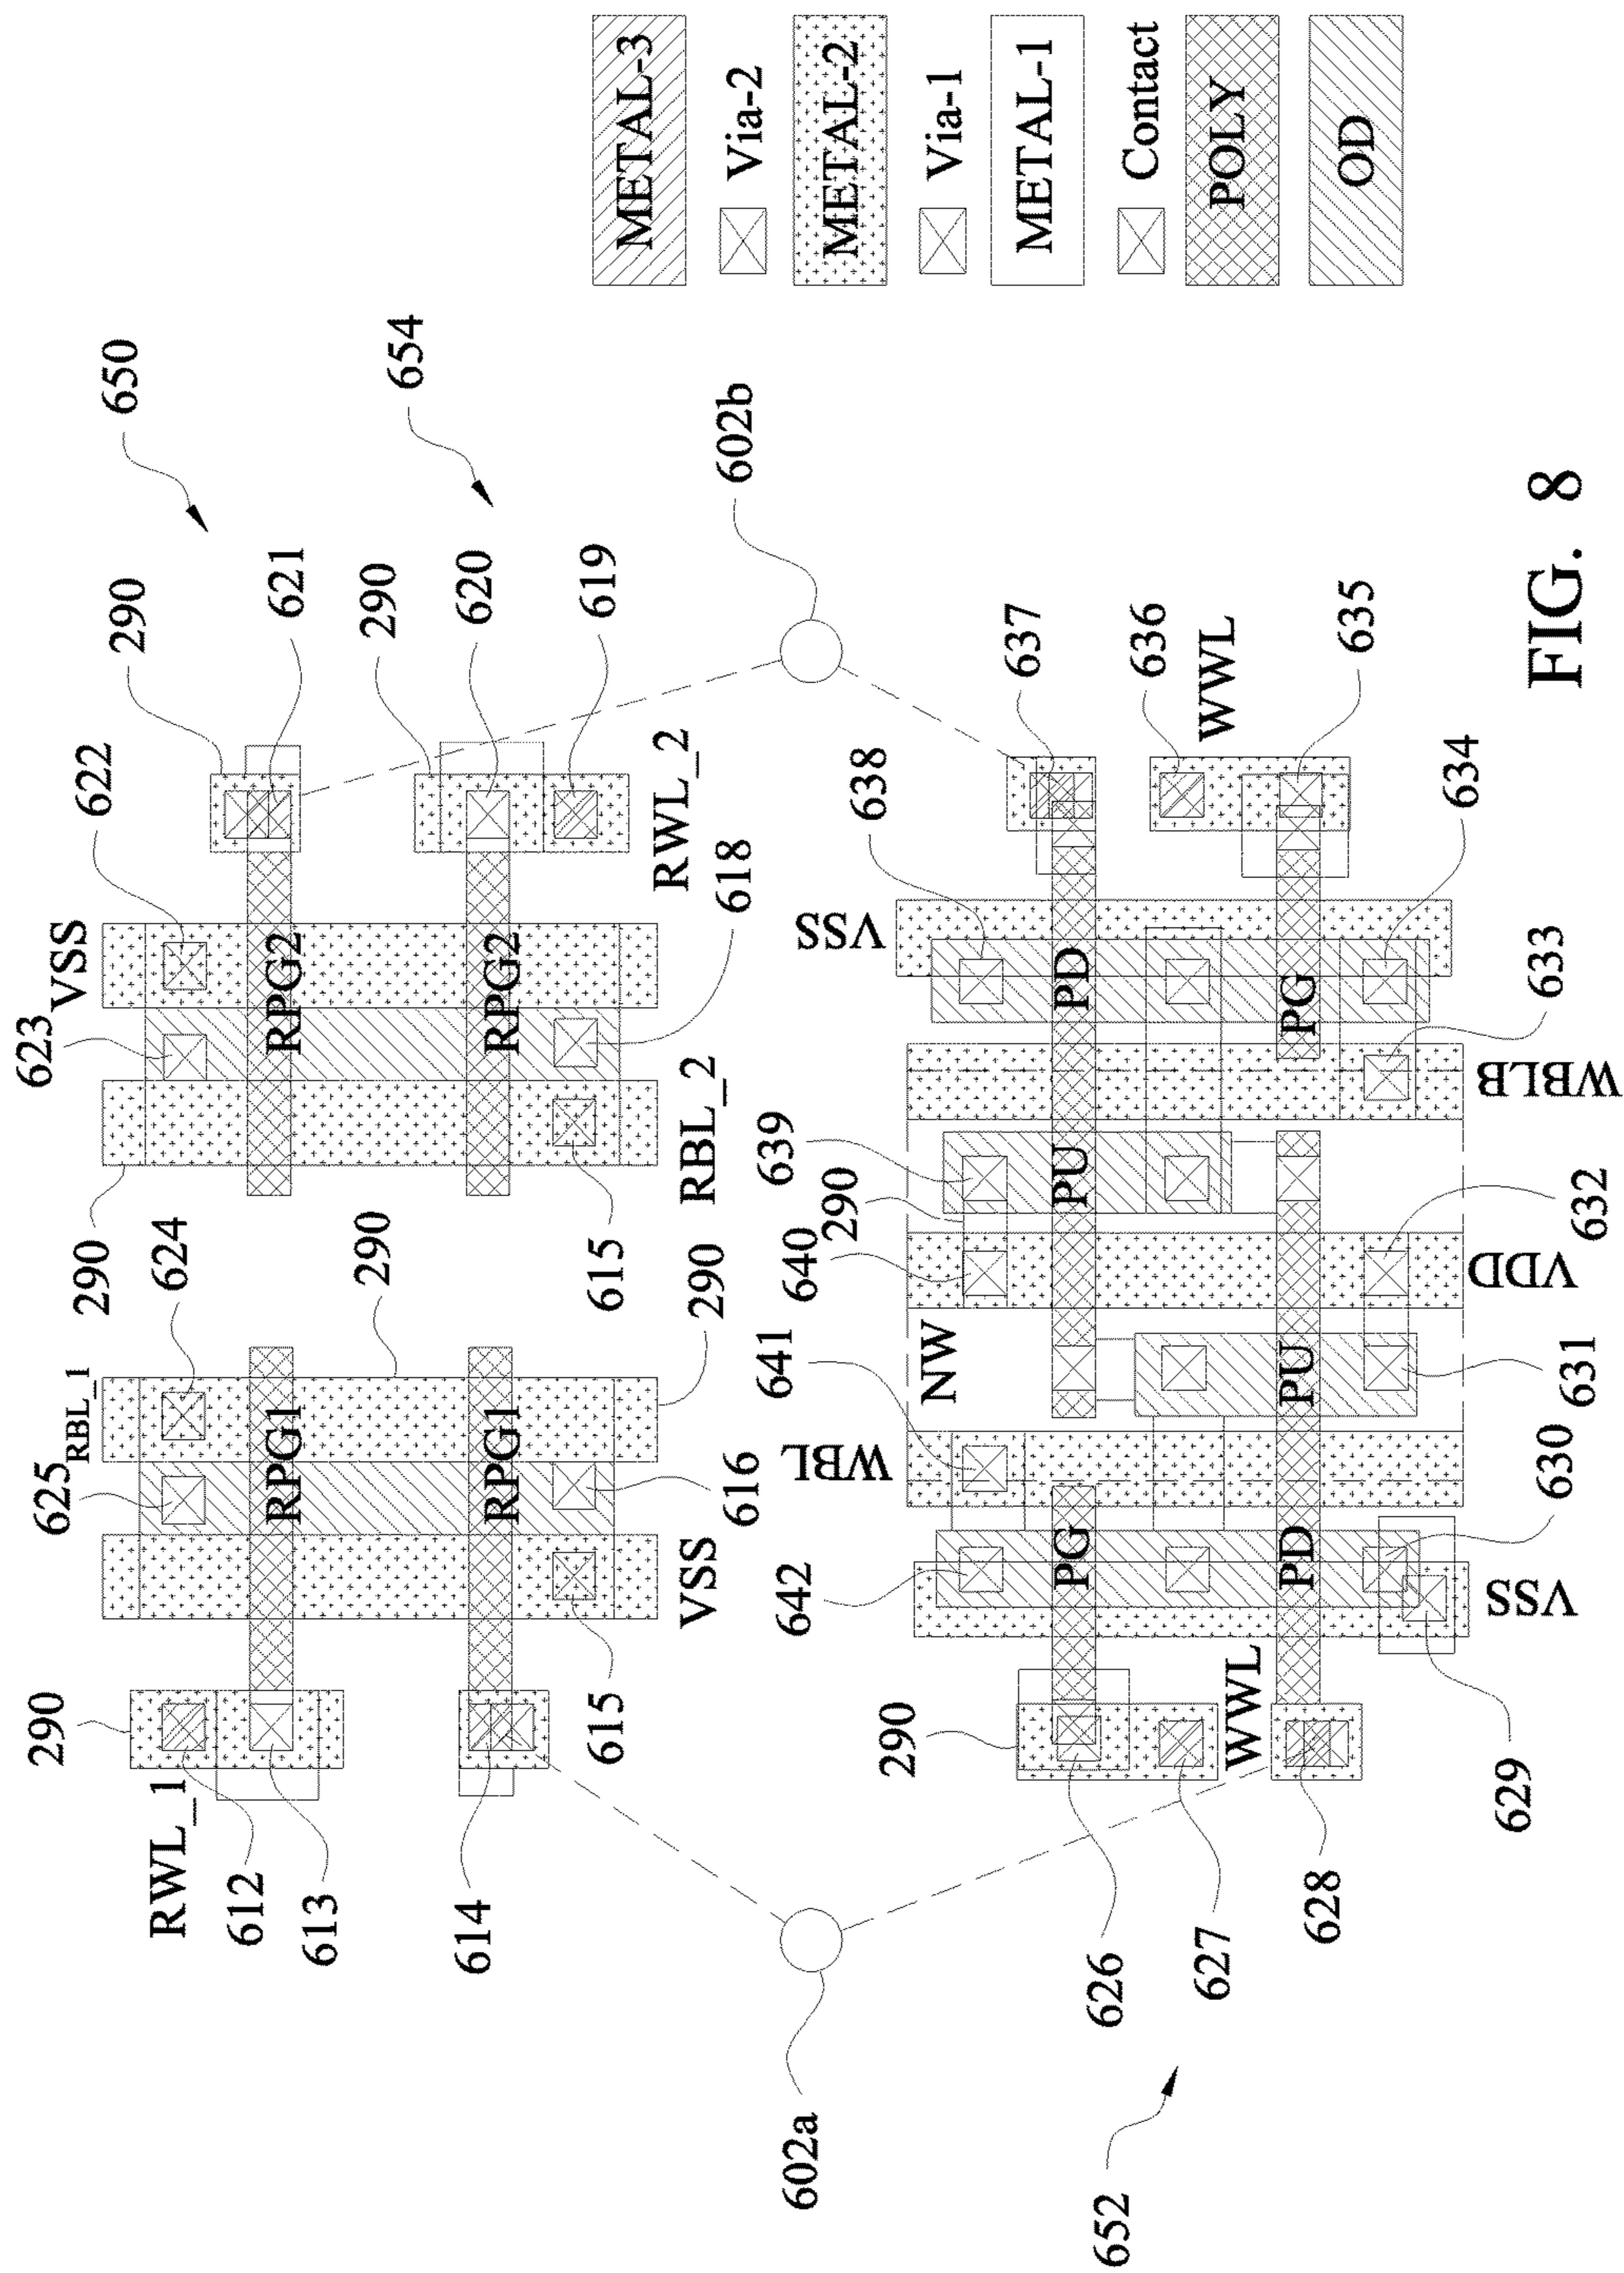 650
654
290
621
290
620
619
602b
622
VSS
623
RPG2
RPG2
RWL_2
618
RBL_2
290
615
624
290
290
RBL_1
625
RPG1
RPG1
616
VSS
615
290
RWL_1
612
613
614
602a
637
636
WWL
635
638
634
VSS
PD
PG
633
WBLB
639
290
PU
640
632
VDD
NW
641
PU
631
WBL
630
PG
PD
642
VSS
290
WWL
629
626
627
628
652
METAL-3
Via-2
METAL-2
Via-1
METAL-1
Contact
POLY
OD
FIG. 8